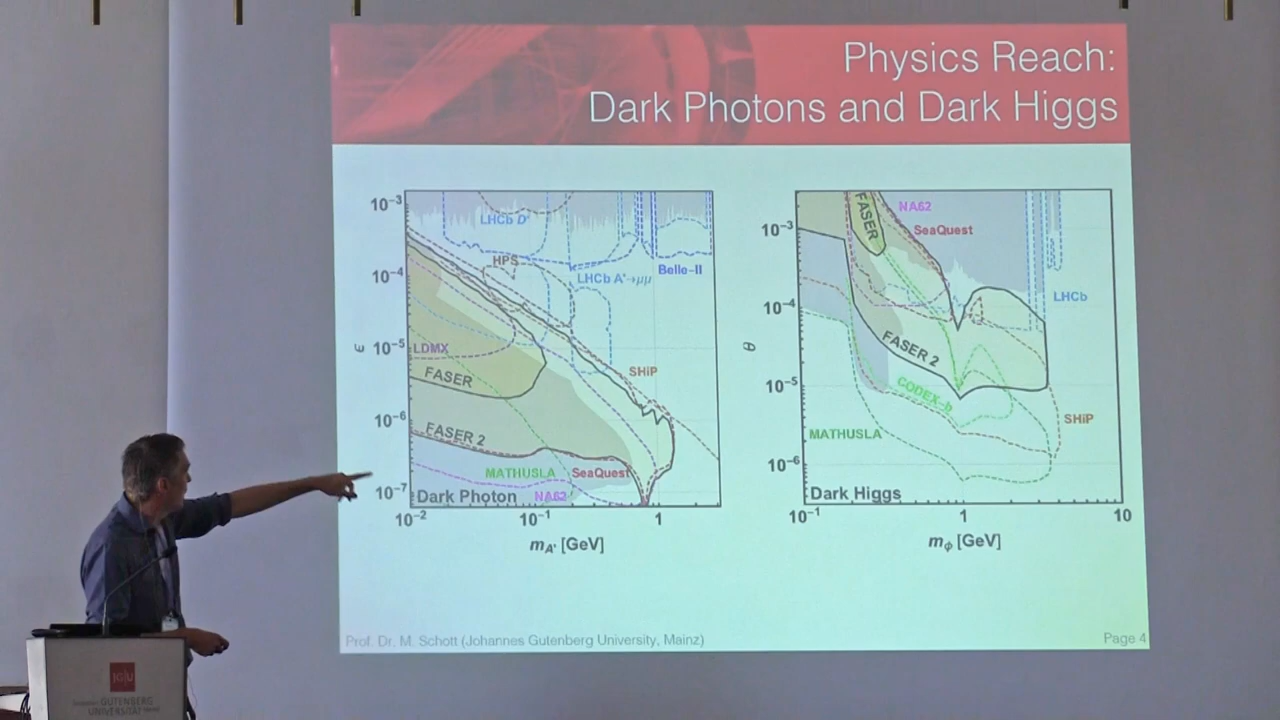 Physics Reach:
Dark Photons and Dark Higgs
10⁻³
10⁻⁴
10⁻⁵
10⁻⁶
10⁻⁷
ϵ
LHCb D*
HPS
LHCb A'→μμ
Belle-II
LDMX
FASER
SHiP
FASER 2
MATHUSLA
SeaQuest
NA62
Dark Photon
10⁻²
10⁻¹
1
m_A' [GeV]
10⁻³
10⁻⁴
10⁻⁵
10⁻⁶
θ
FASER
NA62
SeaQuest
LHCb
FASER 2
CODEX-b
SHiP
MATHUSLA
Dark Higgs
10⁻¹
1
10
m_ϕ [GeV]
Prof. Dr. M. Schott (Johannes Gutenberg University, Mainz)
Page 4
JG|U
GUTENBERG
UNIVERSITÄT